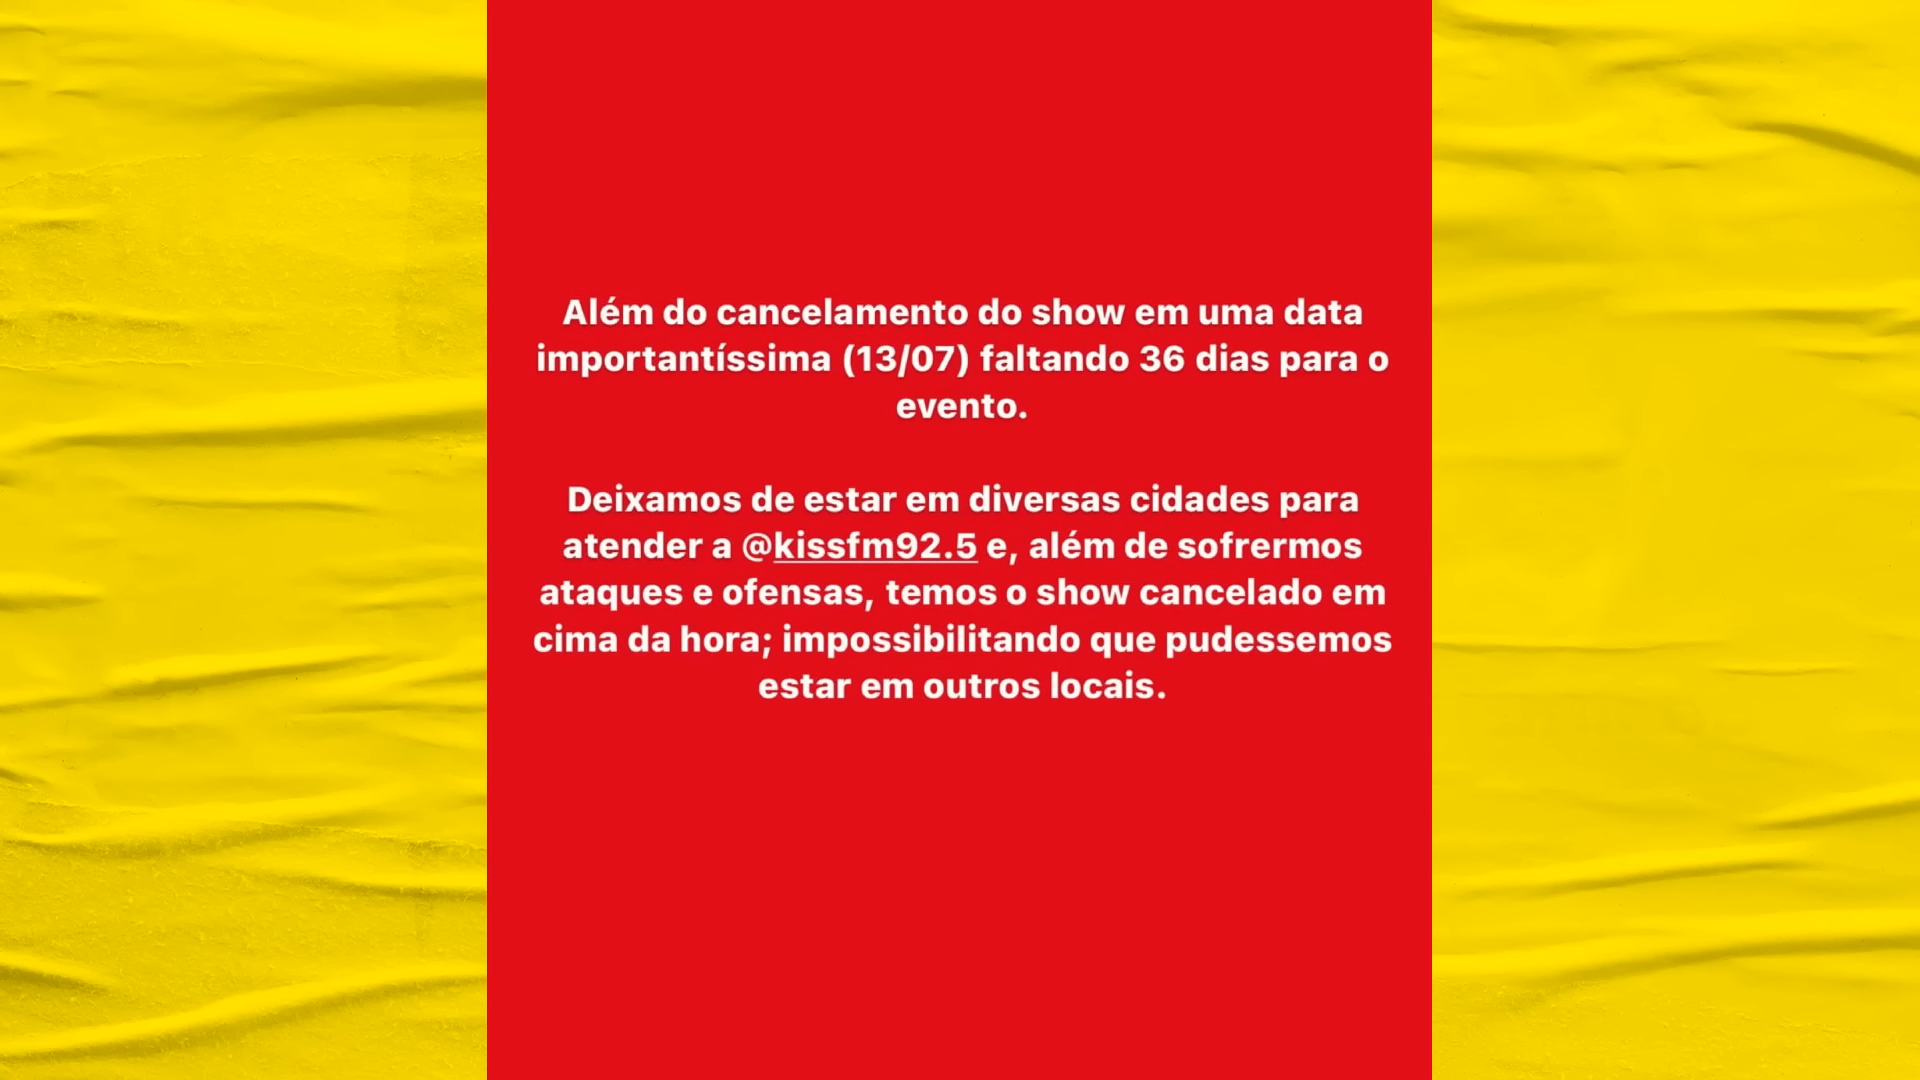 Além do cancelamento do show em uma data
importantíssima (13/07) faltando 36 dias para o
evento.
Deixamos de estar em diversas cidades para
atender a @kissfm92.5 e, além de sofrermos
ataques e ofensas, temos o show cancelado em
cima da hora; impossibilitando que pudessemos
estar em outros locais.